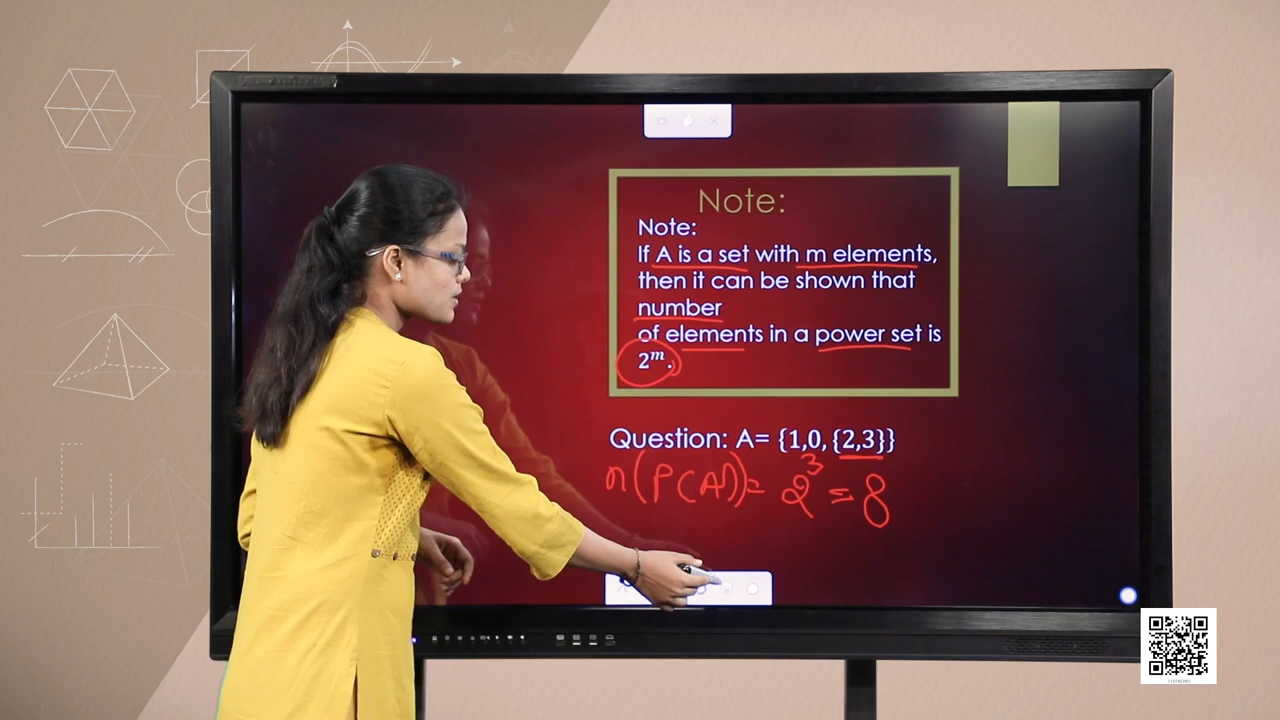 Note:
Note:
If A is a set with m elements,
then it can be shown that
number
of elements in a power set is
2ᵐ.
Question: A= {1,0,{2,3}}
n(P(A))= 2³ = 8